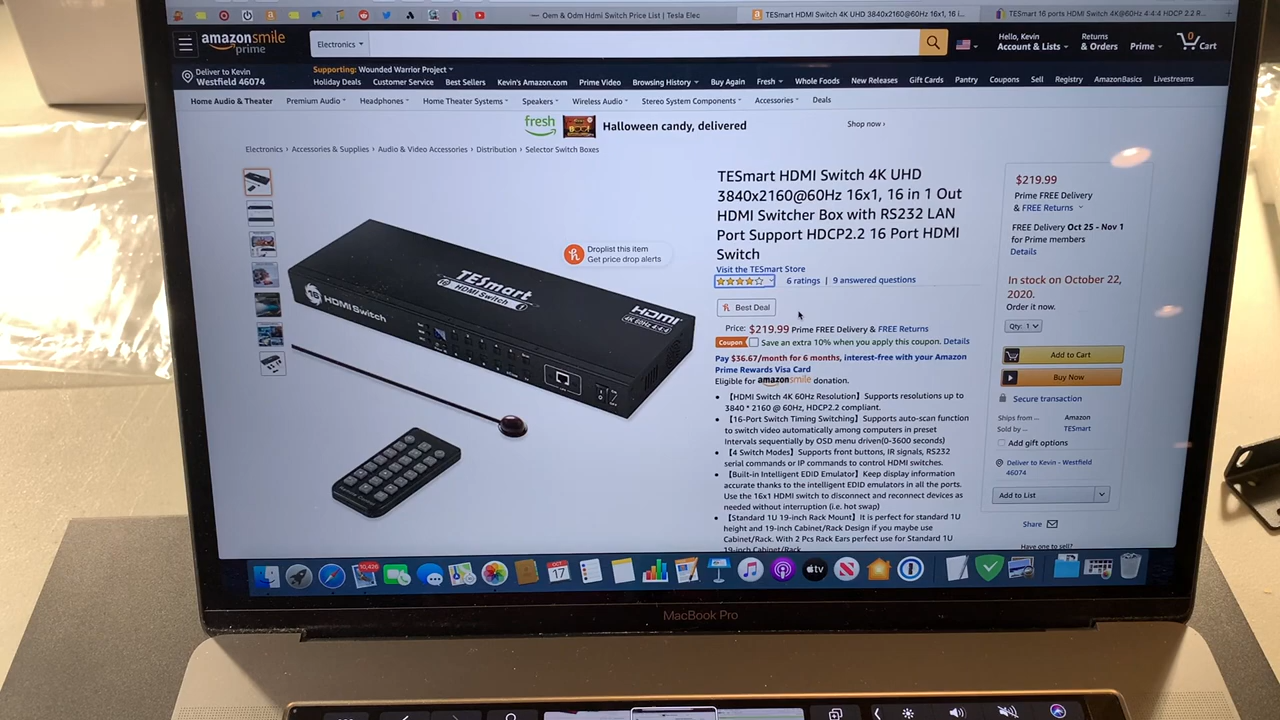 Oem & Odm Hdmi Switch Price List | Tesla Elec
TESmart HDMI Switch 4K UHD 3840x2160@60Hz 16x1, 16 i...
TESmart 16 ports HDMI Switch 4K@60Hz 4:4:4 HDCP 2.2 R...
amazonsmile
prime
Electronics
Hello, Kevin
Account & Lists
Returns
& Orders
Prime
0
Cart
Deliver to Kevin
Westfield 46074
Supporting: Wounded Warrior Project
Holiday Deals
Customer Service
Best Sellers
Kevin's Amazon.com
Prime Video
Browsing History
Buy Again
Fresh
Whole Foods
New Releases
Gift Cards
Pantry
Coupons
Sell
Registry
AmazonBasics
Livestreams
Home Audio & Theater
Premium Audio
Headphones
Home Theater Systems
Speakers
Wireless Audio
Stereo System Components
Accessories
Deals
fresh
Halloween candy, delivered
Shop now ›
Electronics › Accessories & Supplies › Audio & Video Accessories › Distribution › Selector Switch Boxes
Droplist this item
Get price drop alerts
TESmart
HDMI Switch
HDMI
4K 60Hz 4:4:4
16 HDMI Switch
TESmart HDMI Switch 4K UHD
3840x2160@60Hz 16x1, 16 in 1 Out
HDMI Switcher Box with RS232 LAN
Port Support HDCP2.2 16 Port HDMI
Switch
Visit the TESmart Store
6 ratings | 9 answered questions
Best Deal
Price: $219.99 Prime FREE Delivery & FREE Returns
Coupon Save an extra 10% when you apply this coupon. Details
Pay $36.67/month for 6 months, interest-free with your Amazon
Prime Rewards Visa Card
Eligible for amazonsmile donation.
• 【HDMI Switch 4K 60Hz Resolution】Supports resolutions up to
3840 * 2160 @ 60Hz, HDCP2.2 compliant.
• 【16-Port Switch Timing Switching】Supports auto-scan function
to switch video automatically among computers in preset
Intervals sequentially by OSD menu driven(0-3600 seconds)
• 【4 Switch Modes】Supports front buttons, IR signals, RS232
serial commands or IP commands to control HDMI switches.
• 【Built-in Intelligent EDID Emulator】Keep display information
accurate thanks to the intelligent EDID emulators in all the ports.
Use the 16x1 HDMI switch to disconnect and reconnect devices as
needed without interruption (i.e. hot swap)
• 【Standard 1U 19-inch Rack Mount】It is perfect for standard 1U
height and 19-inch Cabinet/Rack Design if you maybe use
Cabinet/Rack. With 2 Pcs Rack Ears perfect use for Standard 1U
19-inch Cabinet/Rack
$219.99
Prime FREE Delivery
& FREE Returns
FREE Delivery Oct 25 - Nov 1
for Prime members
Details
In stock on October 22,
2020.
Order it now.
Qty: 1
Add to Cart
Buy Now
Secure transaction
Ships from ... Amazon
Sold by ... TESmart
Add gift options
Deliver to Kevin - Westfield
46074
Add to List
Share
Have one to sell?
10,426
OCT
17
tv
MacBook Pro